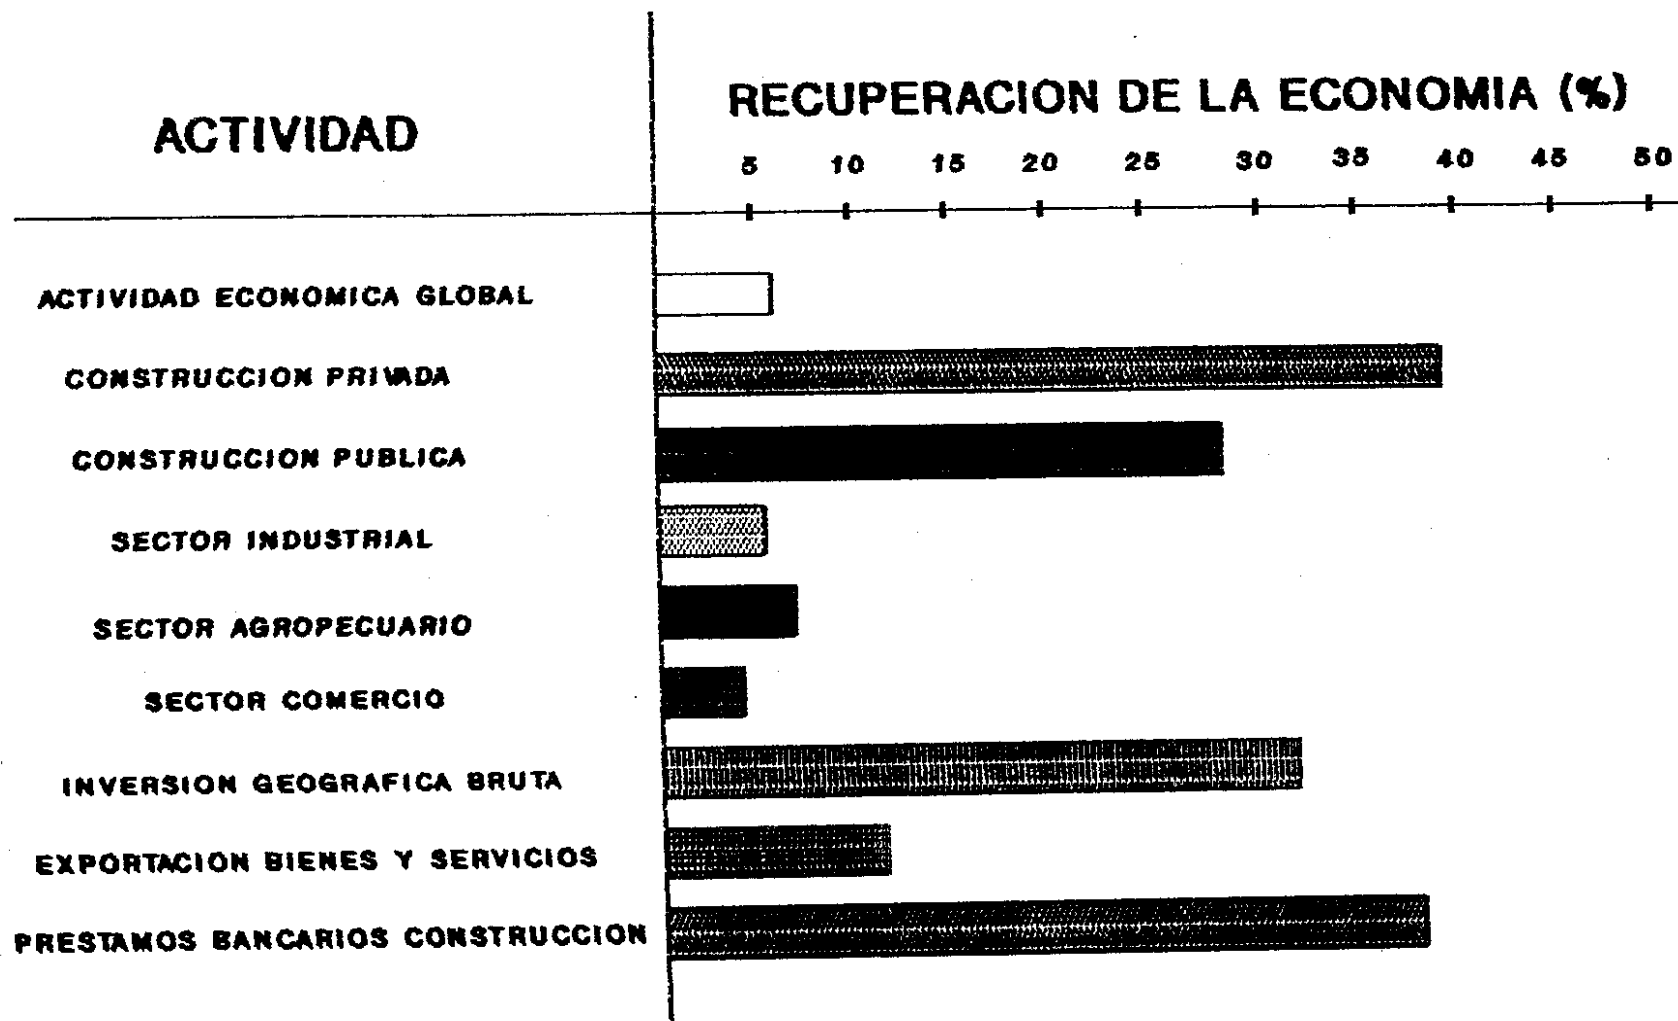 RECUPERACION DE LA ECONOMIA (%)
ACTIVIDAD
5 10 15 20 25 30 35 40 45 50
ACTIVIDAD ECONOMICA GLOBAL
CONSTRUCCION PRIVADA
CONSTRUCCION PUBLICA
SECTOR INDUSTRIAL
SECTOR AGROPECUARIO
SECTOR COMERCIO
INVERSION GEOGRAFICA BRUTA
EXPORTACION BIENES Y SERVICIOS
PRESTAMOS BANCARIOS CONSTRUCCION